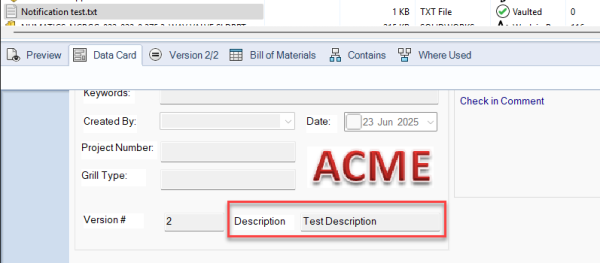 Notification test.txt 1 KB TXT File Vaulted 0
Preview Data Card Version 2/2 Bill of Materials Contains Where Used
Keywords:
Check in Comment
Created By: Date: 23 Jun 2025
Project Number:
Grill Type:
ACME
Version # 2 Description Test Description